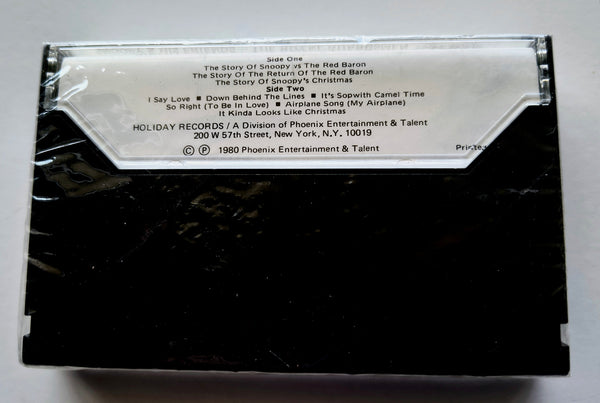 Side One
The Story Of Snoopy vs The Red Baron
The Story Of The Return Of The Red Baron
The Story Of Snoopy's Christmas
Side Two
I Say Love ■ Down Behind The Lines ■ It's Sopwith Camel Time
So Right (To Be In Love) ■ Airplane Song (My Airplane)
It Kinda Looks Like Christmas
HOLIDAY RECORDS / A Division of Phoenix Entertainment & Talent
200 W 57th Street, New York, N.Y. 10019
© ℗ 1980 Phoenix Entertainment & Talent